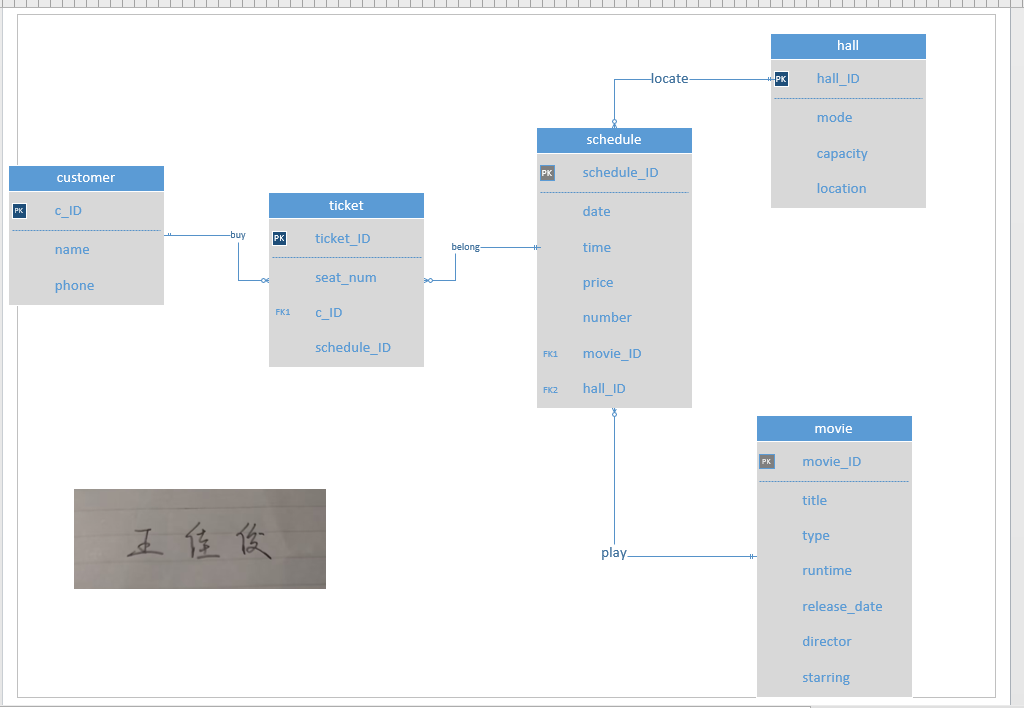 customer
PK c_ID
name
phone
buy
ticket
PK ticket_ID
seat_num
FK1 c_ID
schedule_ID
belong
schedule
PK schedule_ID
date
time
price
number
FK1 movie_ID
FK2 hall_ID
locate
hall
PK hall_ID
mode
capacity
location
play
movie
PK movie_ID
title
type
runtime
release_date
director
starring
王佳俊